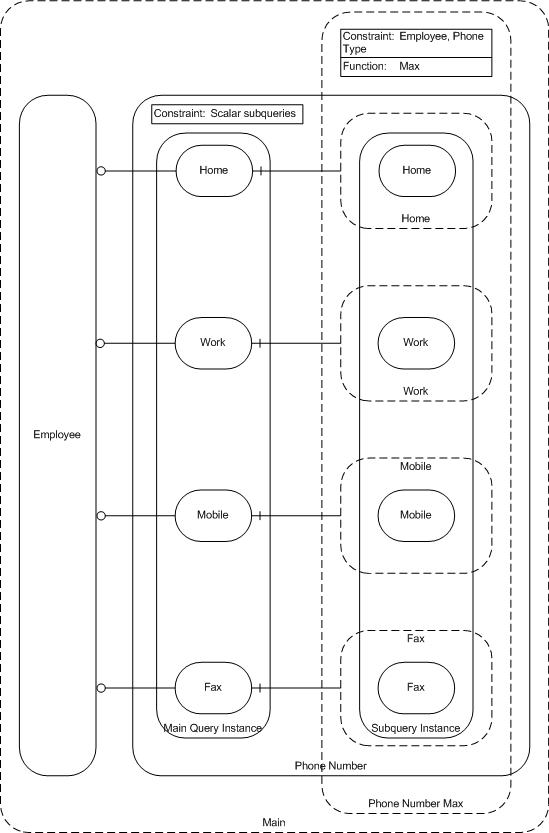 Constraint: Employee, Phone
Type
Function: Max
Constraint: Scalar subqueries
Home
Home
Home
Work
Work
Work
Employee
Mobile
Mobile
Mobile
Fax
Fax
Fax
Main Query Instance
Subquery Instance
Phone Number
Phone Number Max
Main